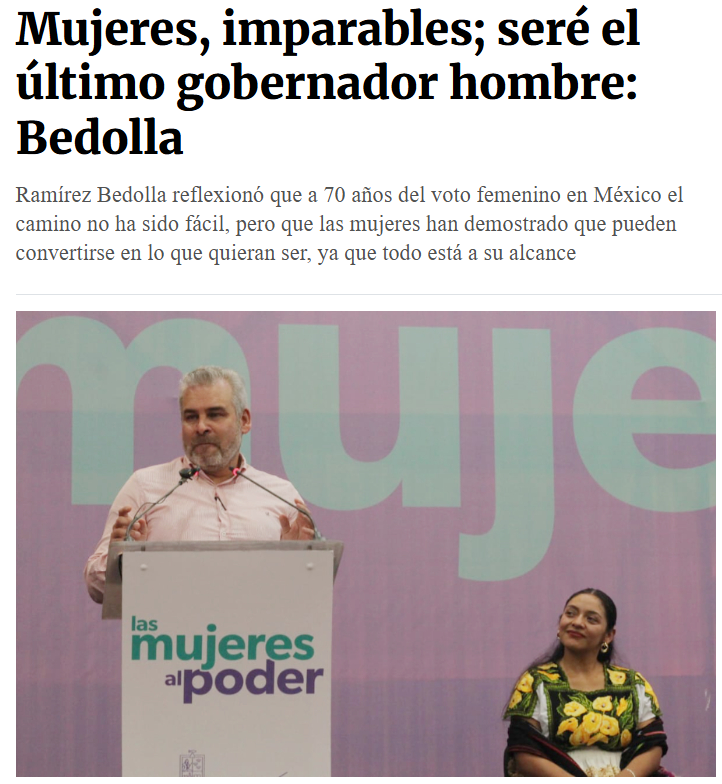 Mujeres, imparables; seré el
último gobernador hombre:
Bedolla
Ramírez Bedolla reflexionó que a 70 años del voto femenino en México el
camino no ha sido fácil, pero que las mujeres han demostrado que pueden
convertirse en lo que quieran ser, ya que todo está a su alcance
muje
las
mujeres
al poder